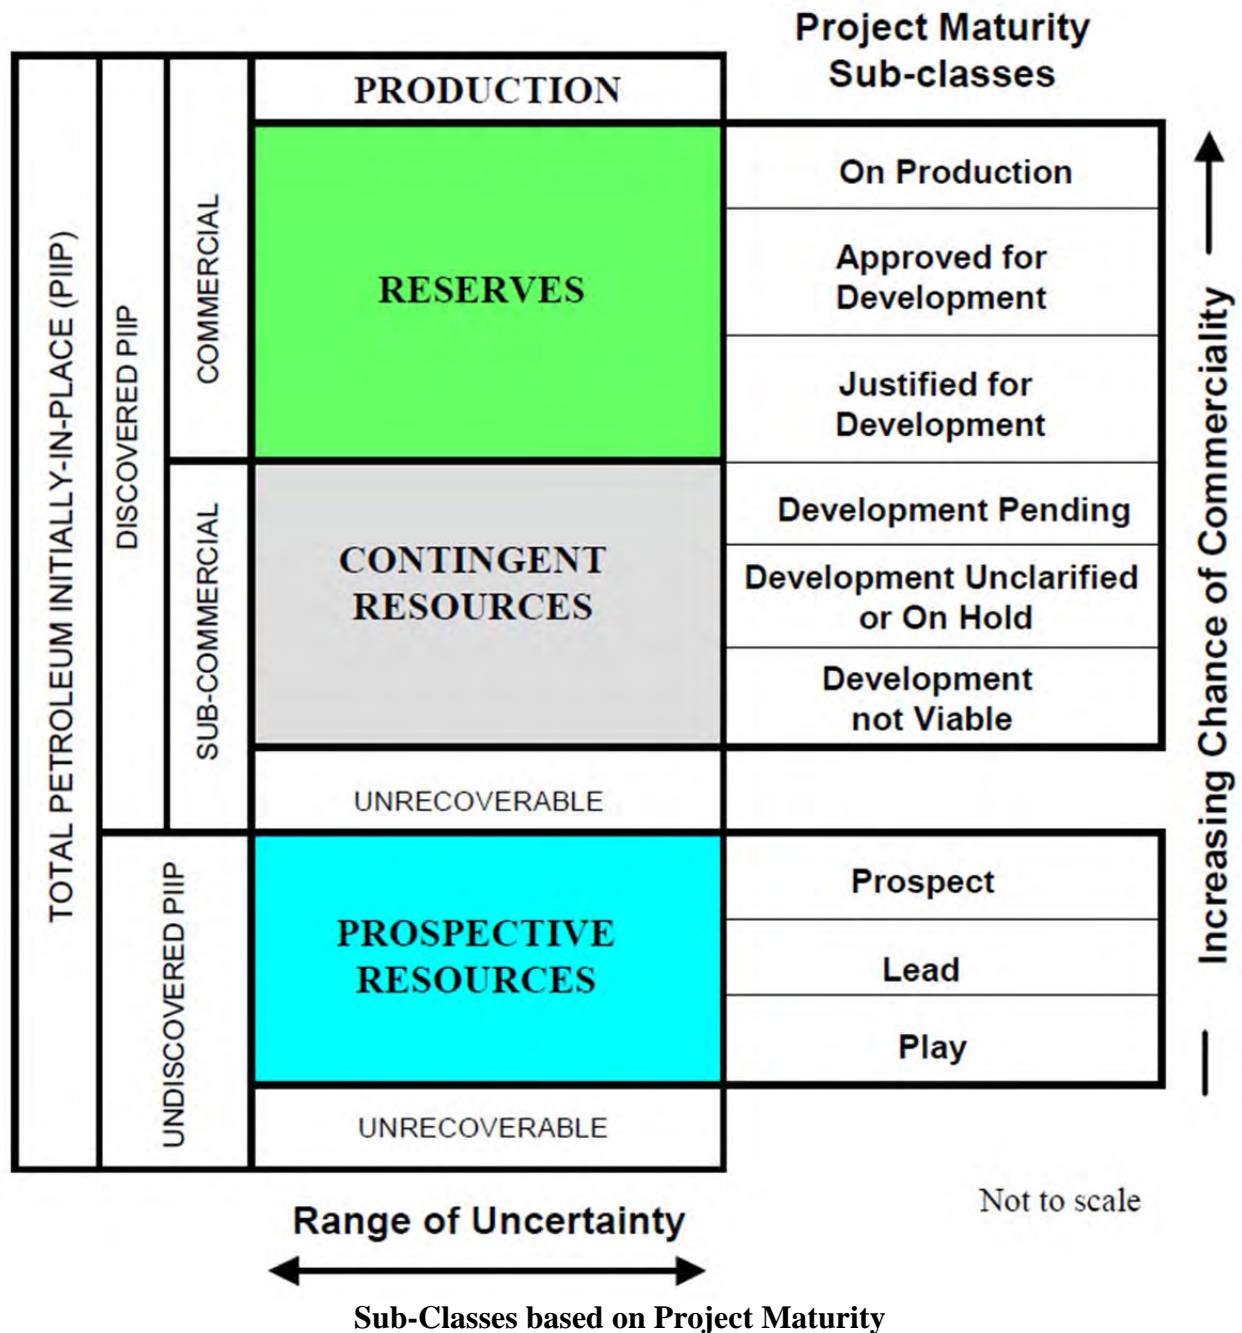 Project Maturity
Sub-classes
PRODUCTION
On Production
RESERVES
Approved for
Development
Justified for
Development
CONTINGENT
RESOURCES
Development Pending
Development Unclarified
or On Hold
Development
not Viable
UNRECOVERABLE
PROSPECTIVE
RESOURCES
Prospect
Lead
Play
UNRECOVERABLE
TOTAL PETROLEUM INITIALLY-IN-PLACE (PIIP)
DISCOVERED PIIP
UNDISCOVERED PIIP
COMMERCIAL
SUB-COMMERCIAL
Increasing Chance of Commerciality
Not to scale
Range of Uncertainty
Sub-Classes based on Project Maturity